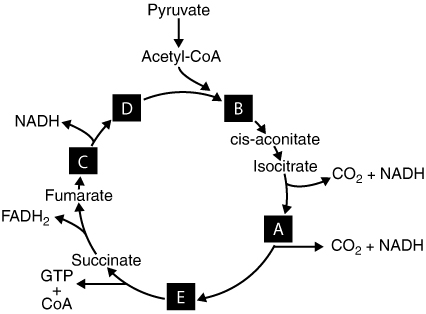 Pyruvate
Acetyl-CoA
B
cis-aconitate
Isocitrate
CO₂ + NADH
A
CO₂ + NADH
E
GTP
+
CoA
Succinate
FADH₂
Fumarate
C
NADH
D